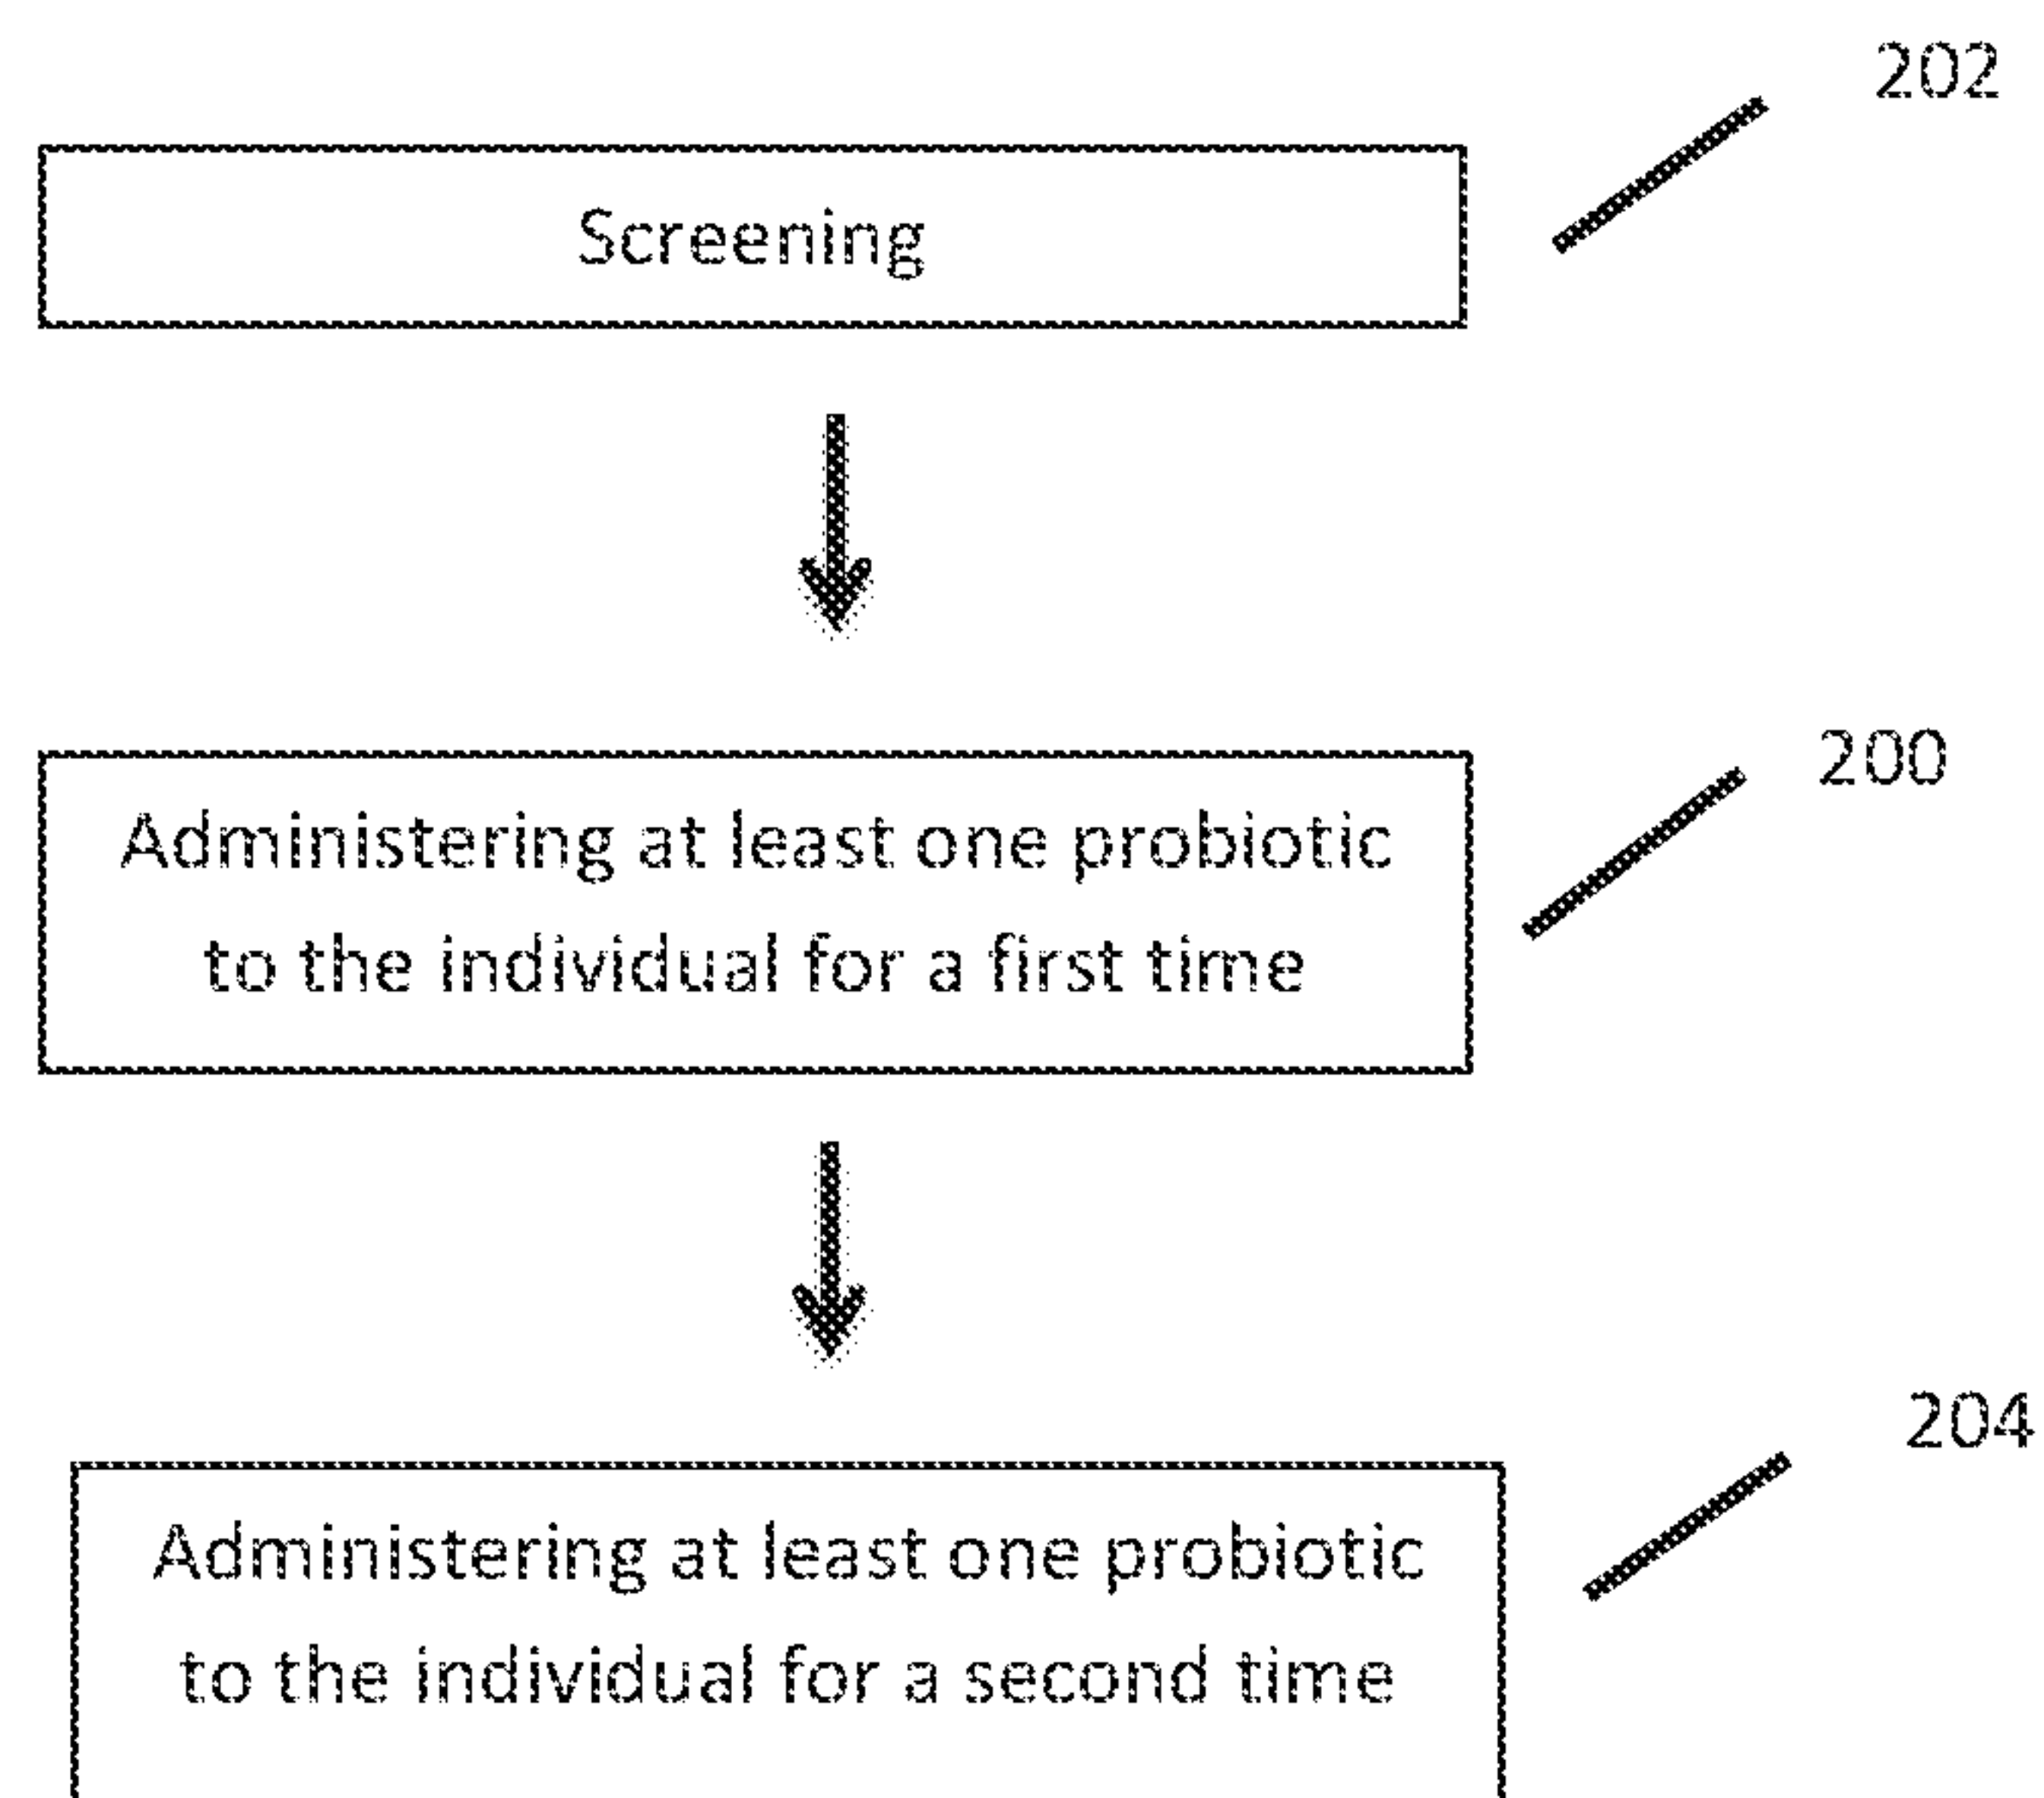 202
Screening
200
Administering at least one probiotic
to the individual for a first time
204
Administering at least one probiotic
to the individual for a second time